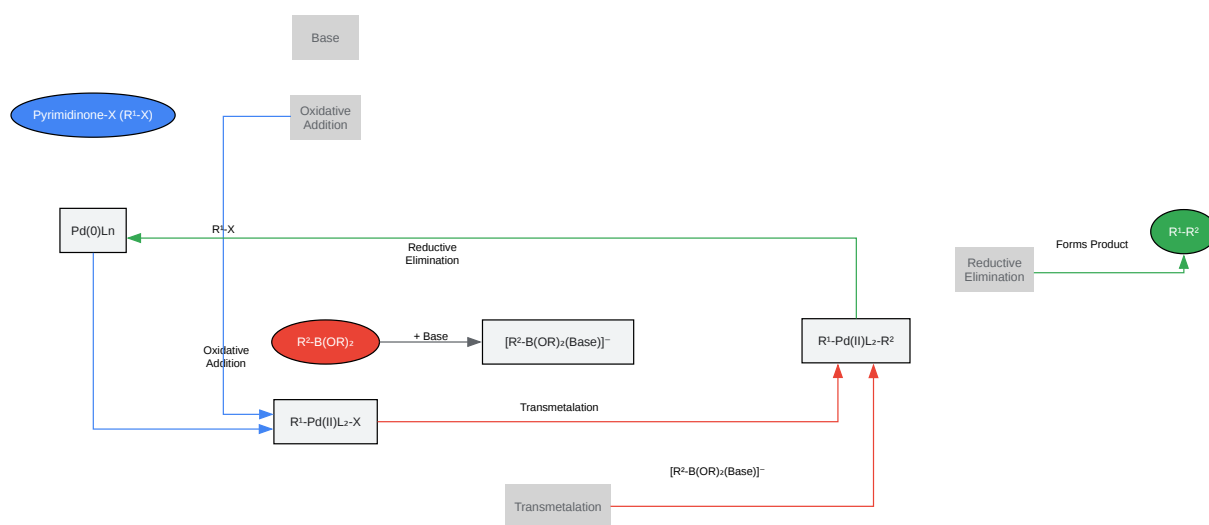 Base
Oxidative
Addition
Pyrimidinone-X (R¹-X)
Pd(0)Ln
R¹-X
Reductive
Elimination
Reductive
Elimination
Forms Product
R¹-R²
Oxidative
Addition
R²-B(OR)₂
+ Base
[R²-B(OR)₂(Base)]⁻
R¹-Pd(II)L₂-R²
R¹-Pd(II)L₂-X
Transmetalation
[R²-B(OR)₂(Base)]⁻
Transmetalation